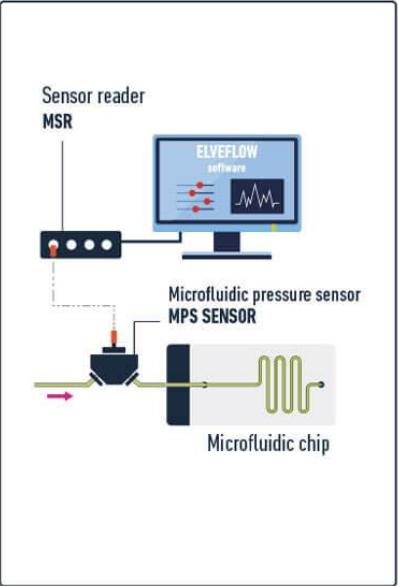 Sensor reader
MSR
ELVEFLOW
software
Microfluidic pressure sensor
MPS SENSOR
Microfluidic chip